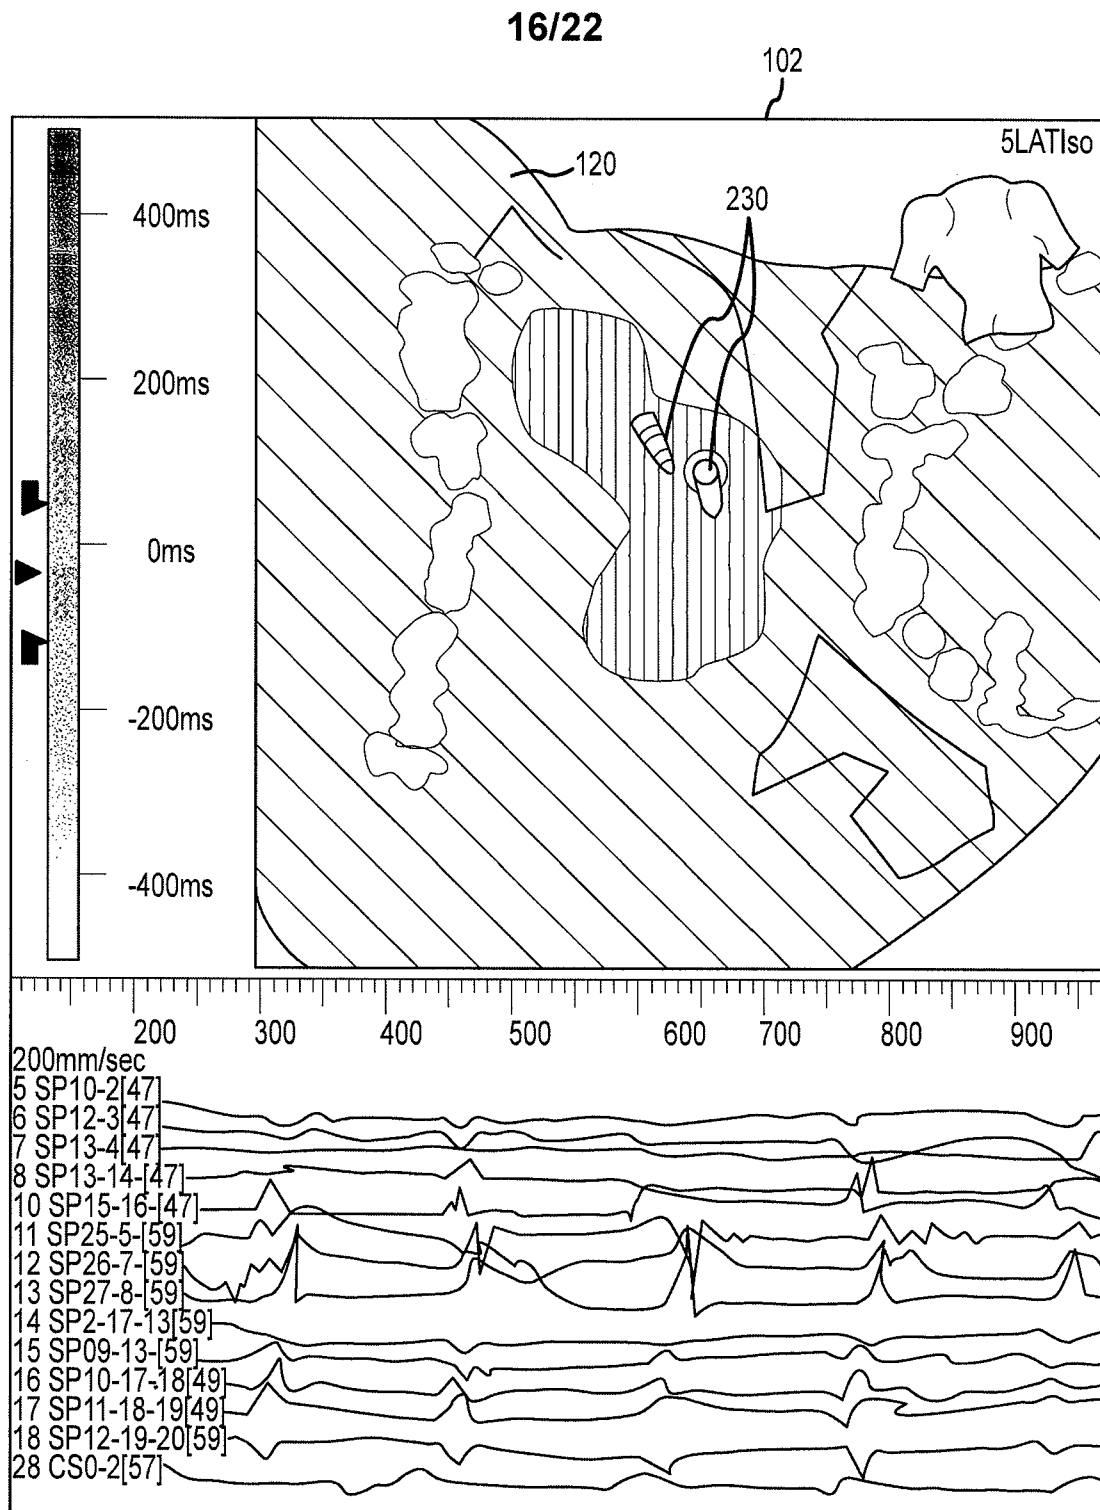 16/22
102
5LATIso
120
230
400ms
200ms
0ms
-200ms
-400ms
200 300 400 500 600 700 800 900
200mm/sec
5 SP10-2[47]
6 SP12-3[47]
7 SP13-4[47]
8 SP13-14-[47]
10 SP15-16-[47]
11 SP25-5-[59]
12 SP26-7-[59]
13 SP27-8-[59]
14 SP2-17-13[59]
15 SP09-13-[59]
16 SP10-17-18[49]
17 SP11-18-19[49]
18 SP12-19-20[59]
28 CS0-2[57]